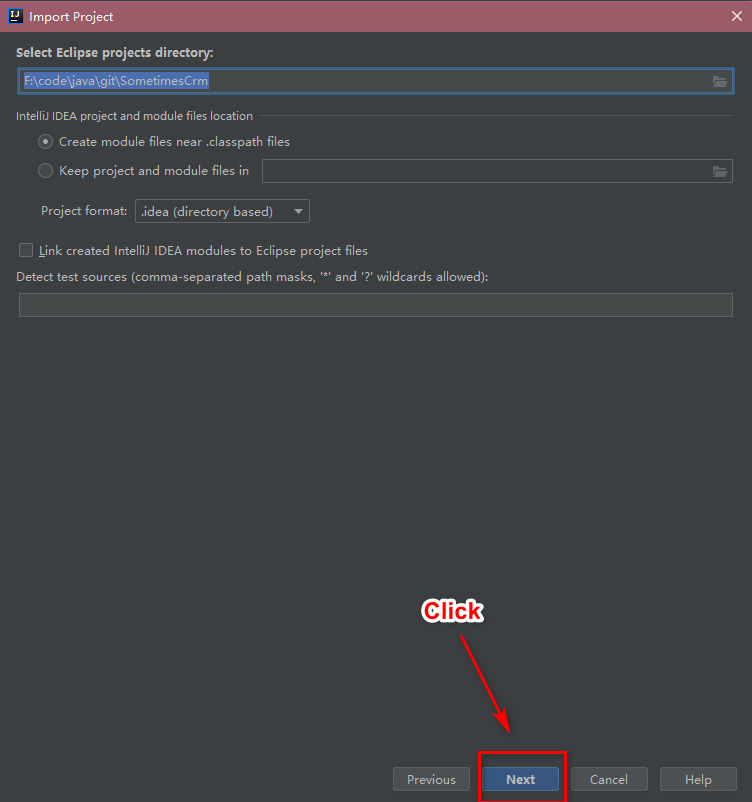 IJ Import Project
Select Eclipse projects directory:
F:\code\java\git\SometimesCrm
IntelliJ IDEA project and module files location
Create module files near .classpath files
Keep project and module files in
Project format: .idea (directory based)
Link created IntelliJ IDEA modules to Eclipse project files
Detect test sources (comma-separated path masks, '*' and '?' wildcards allowed):
Click
Previous Next Cancel Help